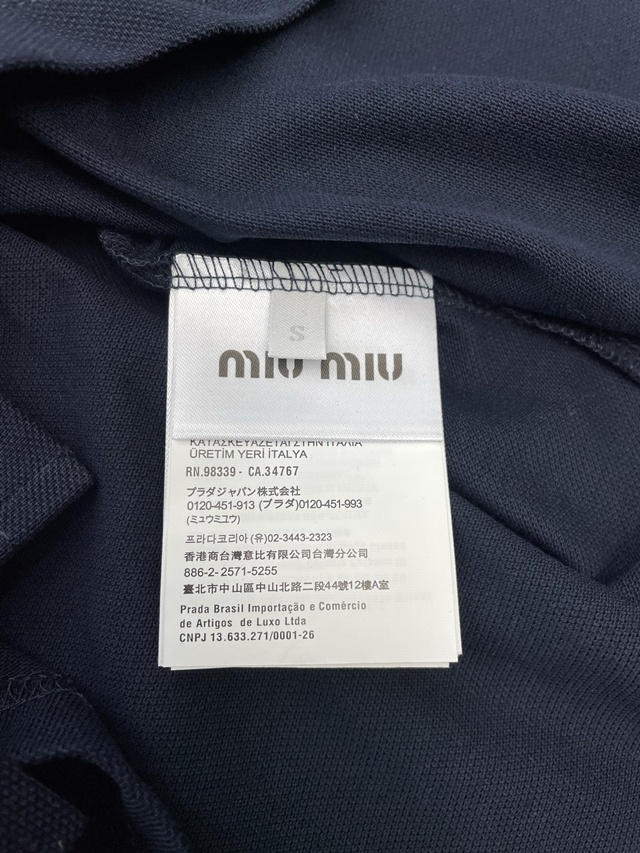 S
miu miu
ΚΑΤΑΣΚΕΥΑΖΕΤΑΙ ΣΤΗΝ ΙΤΑΛΙΑ
ÜRETİM YERİ İTALYA
RN.98339 - CA.34767
プラダジャパン株式会社
0120-451-913 (プラダ)0120-451-993
(ミュウミュウ)
프라다코리아 (유) 02-3443-2323
香港商台灣意比有限公司台灣分公司
886-2-2571-5255
臺北市中山區中山北路二段44號12樓A室
Prada Brasil Importação e Comércio
de Artigos de Luxo Ltda
CNPJ 13.633.271/0001-26